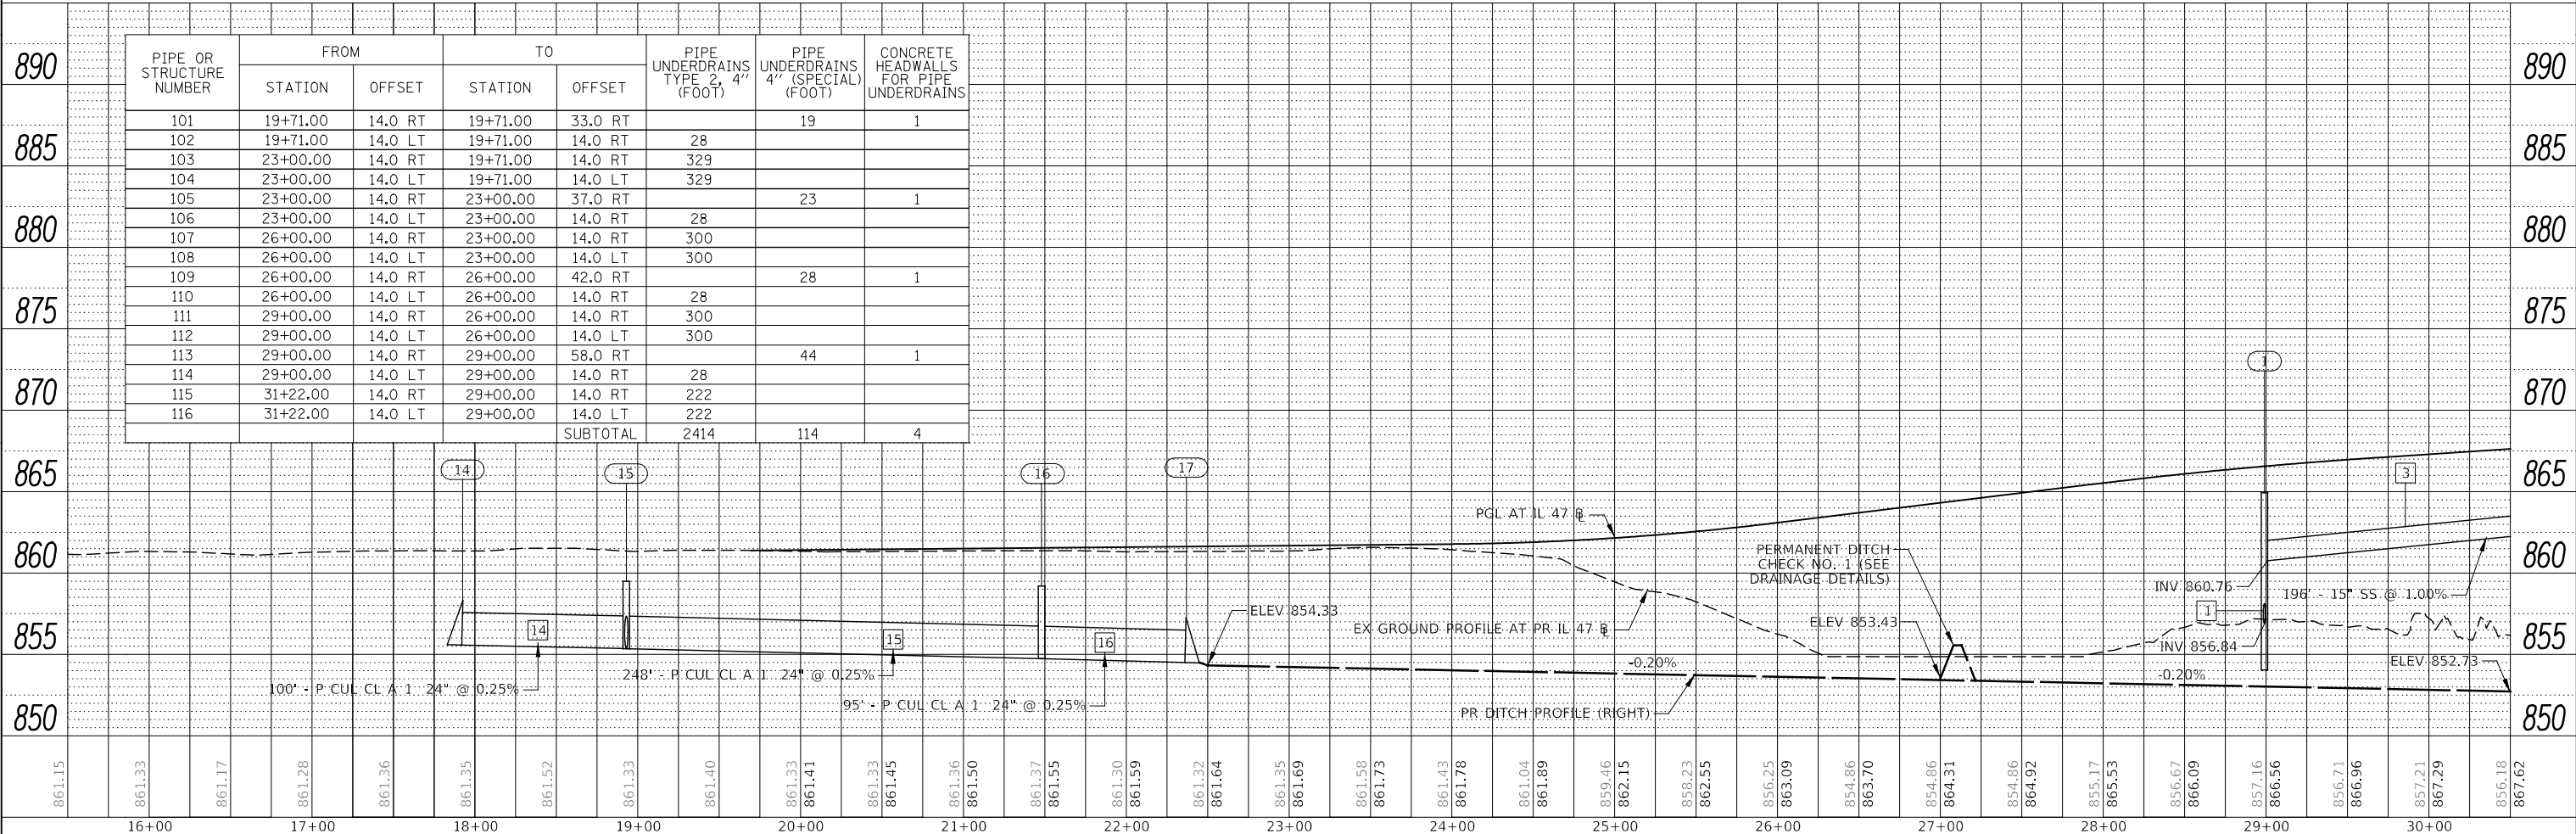 890
885
880
875
870
865
860
855
850
PIPE OR STRUCTURE NUMBER | FROM | TO | PIPE UNDERDRAINS TYPE 2, 4" (FOOT) | PIPE UNDERDRAINS 4" (SPECIAL) (FOOT) | CONCRETE HEADWALLS FOR PIPE UNDERDRAINS
STATION | OFFSET | STATION | OFFSET
101 19+71.00 14.0 RT 19+71.00 33.0 RT 19 1
102 19+71.00 14.0 LT 19+71.00 14.0 RT 28
103 23+00.00 14.0 RT 19+71.00 14.0 RT 329
104 23+00.00 14.0 LT 19+71.00 14.0 LT 329
105 23+00.00 14.0 RT 23+00.00 37.0 RT 23 1
106 23+00.00 14.0 LT 23+00.00 14.0 RT 28
107 26+00.00 14.0 RT 23+00.00 14.0 RT 300
108 26+00.00 14.0 LT 23+00.00 14.0 LT 300
109 26+00.00 14.0 RT 26+00.00 42.0 RT 28 1
110 26+00.00 14.0 LT 26+00.00 14.0 RT 28
111 29+00.00 14.0 RT 26+00.00 14.0 RT 300
112 29+00.00 14.0 LT 26+00.00 14.0 LT 300
113 29+00.00 14.0 RT 29+00.00 58.0 RT 44 1
114 29+00.00 14.0 LT 29+00.00 14.0 RT 28
115 31+22.00 14.0 RT 29+00.00 14.0 RT 222
116 31+22.00 14.0 LT 29+00.00 14.0 LT 222
SUBTOTAL 2414 114 4
14
15
16
17
1
3
PGL AT IL 47 ℄
PERMANENT DITCH
CHECK NO. 1 (SEE
DRAINAGE DETAILS)
INV 860.76
196' - 15" SS @ 1.00%
1
ELEV 854.33
ELEV 853.43
EX GROUND PROFILE AT PR IL 47 ℄
INV 856.84
14
15
16
-0.20%
-0.20%
ELEV 852.73
100' - P CUL CL A 1 24" @ 0.25%
248' - P CUL CL A 1 24" @ 0.25%
95' - P CUL CL A 1 24" @ 0.25%
PR DITCH PROFILE (RIGHT)
890
885
880
875
870
865
860
855
850
861.15
861.33
861.17
861.28
861.36
861.35
861.52
861.33
861.40
861.33 861.41
861.33 861.45
861.36 861.50
861.37 861.55
861.30 861.59
861.32 861.64
861.35 861.69
861.58 861.73
861.43 861.78
861.04 861.89
859.46 862.15
858.23 862.55
856.25 863.09
854.86 863.70
854.86 864.31
854.86 864.92
855.17 865.53
856.67 866.09
857.16 866.56
856.71 866.96
857.21 867.29
856.18 867.62
16+00 17+00 18+00 19+00 20+00 21+00 22+00 23+00 24+00 25+00 26+00 27+00 28+00 29+00 30+00